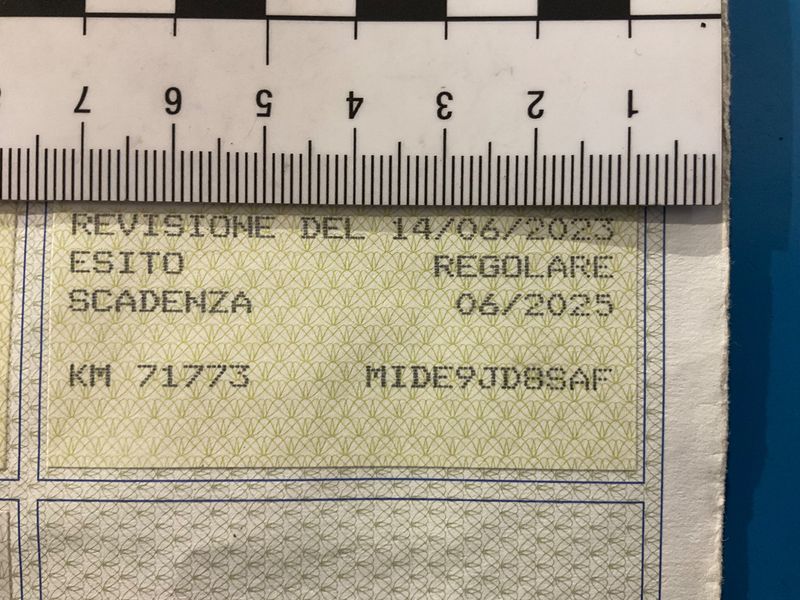 7 6 5 4 3 2 1
REVISIONE DEL 14/06/2023
ESITO REGOLARE
SCADENZA 06/2025
KM 71773 MIDE9JD8SAF